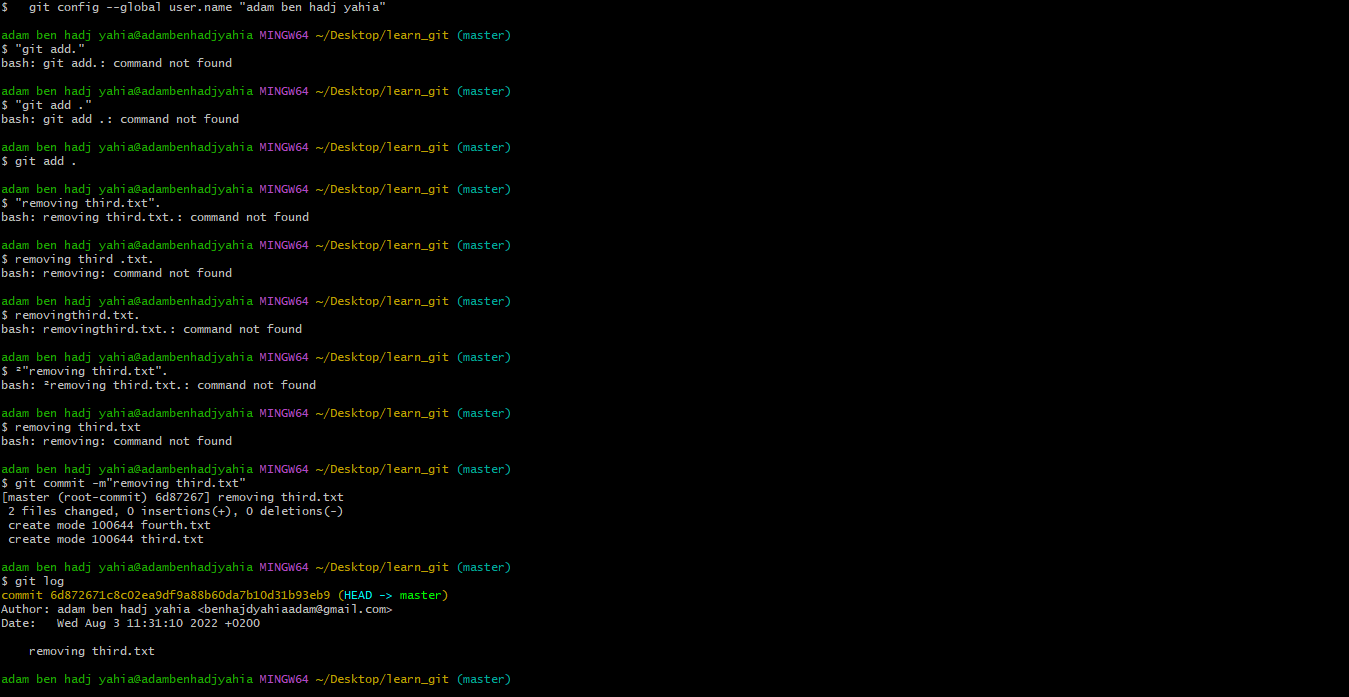 $   git config --global user.name "adam ben hadj yahia"
adam ben hadj yahia@adambenhadjyahia MINGW64 ~/Desktop/learn_git (master)
$ "git add."
bash: git add.: command not found
adam ben hadj yahia@adambenhadjyahia MINGW64 ~/Desktop/learn_git (master)
$ "git add ."
bash: git add .: command not found
adam ben hadj yahia@adambenhadjyahia MINGW64 ~/Desktop/learn_git (master)
$ git add .
adam ben hadj yahia@adambenhadjyahia MINGW64 ~/Desktop/learn_git (master)
$ "removing third.txt".
bash: removing third.txt.: command not found
adam ben hadj yahia@adambenhadjyahia MINGW64 ~/Desktop/learn_git (master)
$ removing third .txt.
bash: removing: command not found
adam ben hadj yahia@adambenhadjyahia MINGW64 ~/Desktop/learn_git (master)
$ removingthird.txt.
bash: removingthird.txt.: command not found
adam ben hadj yahia@adambenhadjyahia MINGW64 ~/Desktop/learn_git (master)
$ ²"removing third.txt".
bash: ²removing third.txt.: command not found
adam ben hadj yahia@adambenhadjyahia MINGW64 ~/Desktop/learn_git (master)
$ removing third.txt
bash: removing: command not found
adam ben hadj yahia@adambenhadjyahia MINGW64 ~/Desktop/learn_git (master)
$ git commit -m"removing third.txt"
[master (root-commit) 6d87267] removing third.txt
 2 files changed, 0 insertions(+), 0 deletions(-)
 create mode 100644 fourth.txt
 create mode 100644 third.txt
adam ben hadj yahia@adambenhadjyahia MINGW64 ~/Desktop/learn_git (master)
$ git log
commit 6d872671c8c02ea9df9a88b60da7b10d31b93eb9 (HEAD -> master)
Author: adam ben hadj yahia <benhajdyahiaadam@gmail.com>
Date:   Wed Aug 3 11:31:10 2022 +0200
    removing third.txt
adam ben hadj yahia@adambenhadjyahia MINGW64 ~/Desktop/learn_git (master)